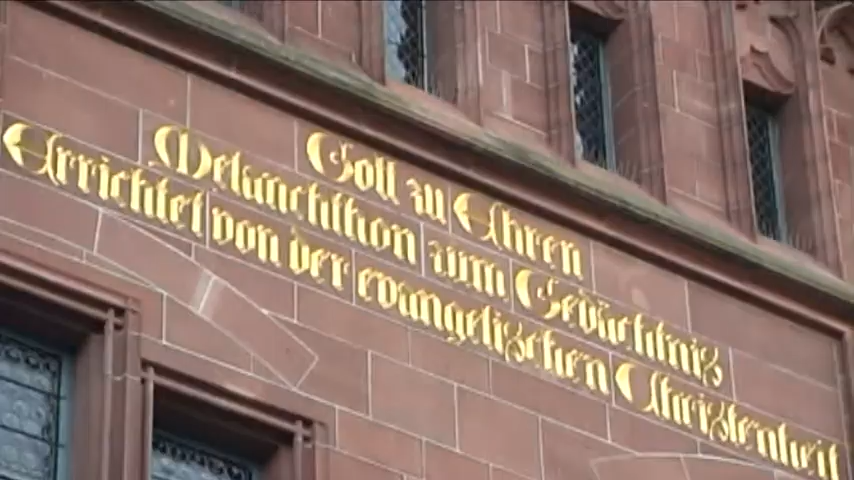 Gott zu Ehren
Melanchthon zum Gedächtnis
Errichtet von der evangelischen Christenheit